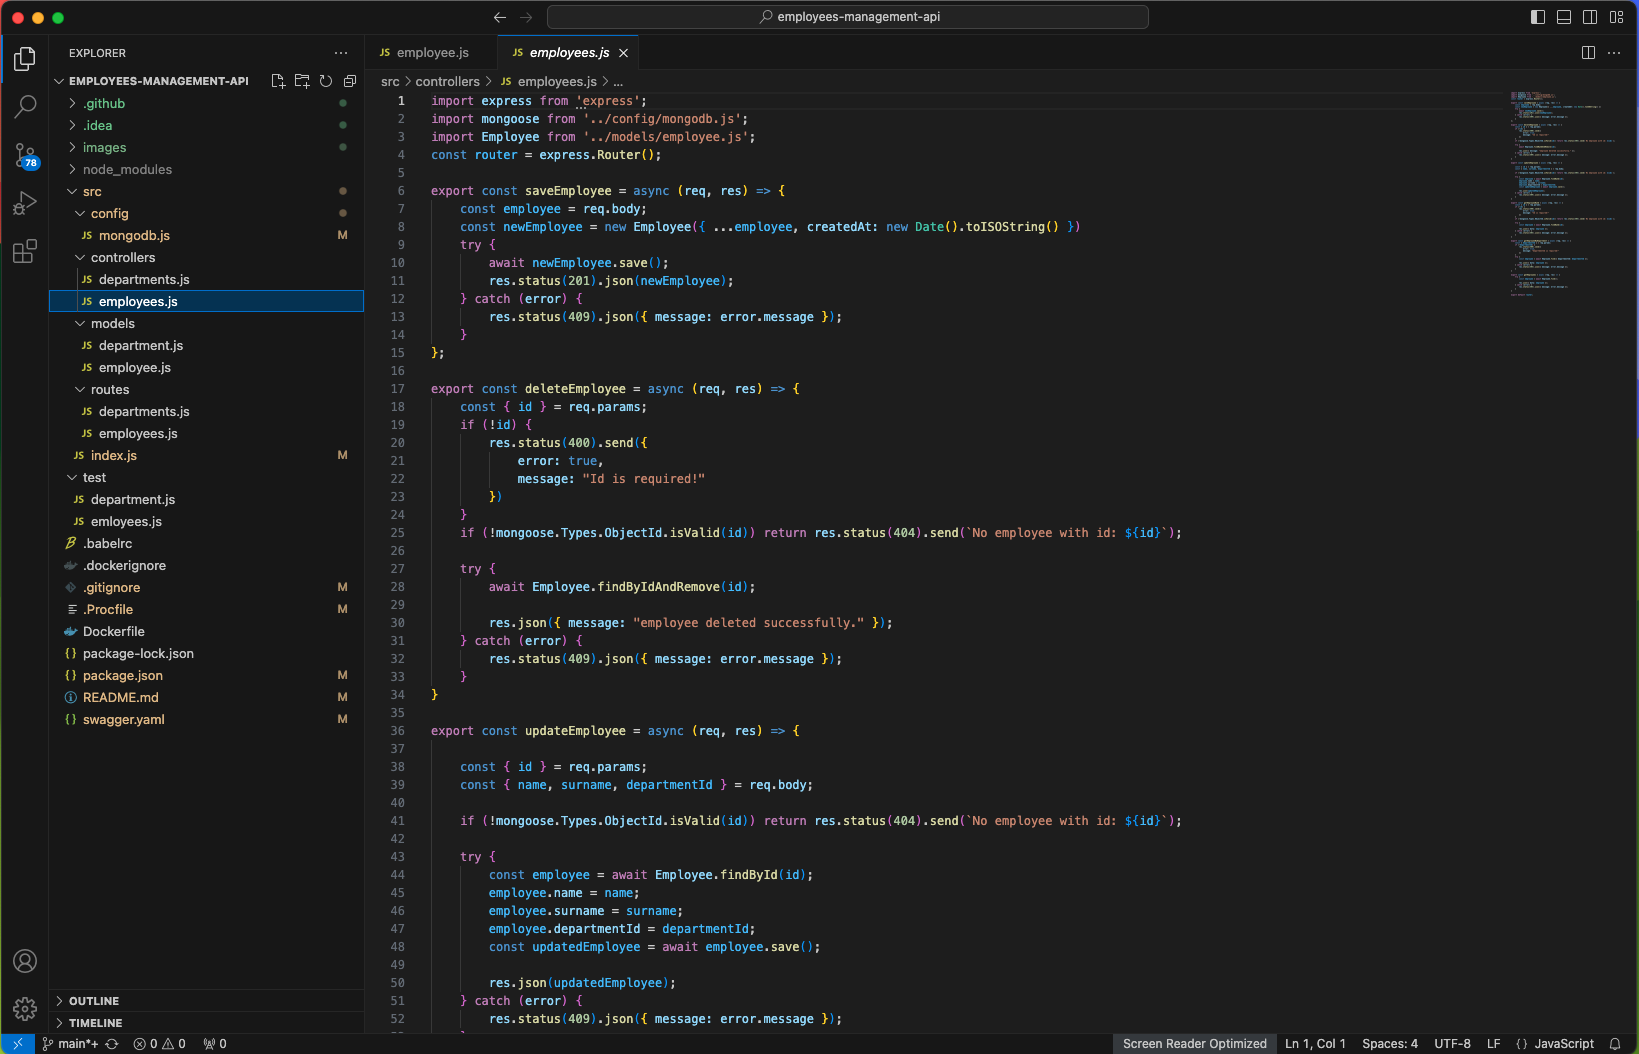 employees-management-api
EXPLORER
EMPLOYEES-MANAGEMENT-API
.github
.idea
images
node_modules
src
config
JS mongodb.js M
controllers
JS departments.js
JS employees.js
models
JS department.js
JS employee.js
routes
JS departments.js
JS employees.js
JS index.js M
test
JS department.js
JS emloyees.js
.babelrc
.dockerignore
.gitignore M
.Procfile M
Dockerfile
{} package-lock.json
{} package.json M
README.md M
{} swagger.yaml M
OUTLINE
TIMELINE
78
JS employee.js
JS employees.js
src > controllers > JS employees.js > ...
1 import express from 'express';
2 import mongoose from '../config/mongodb.js';
3 import Employee from '../models/employee.js';
4 const router = express.Router();
5
6 export const saveEmployee = async (req, res) => {
7 const employee = req.body;
8 const newEmployee = new Employee({ ...employee, createdAt: new Date().toISOString() })
9 try {
10 await newEmployee.save();
11 res.status(201).json(newEmployee);
12 } catch (error) {
13 res.status(409).json({ message: error.message });
14 }
15 };
16
17 export const deleteEmployee = async (req, res) => {
18 const { id } = req.params;
19 if (!id) {
20 res.status(400).send({
21 error: true,
22 message: "Id is required!"
23 })
24 }
25 if (!mongoose.Types.ObjectId.isValid(id)) return res.status(404).send(`No employee with id: ${id}`);
26
27 try {
28 await Employee.findByIdAndRemove(id);
29
30 res.json({ message: "employee deleted successfully." });
31 } catch (error) {
32 res.status(409).json({ message: error.message });
33 }
34 }
35
36 export const updateEmployee = async (req, res) => {
37
38 const { id } = req.params;
39 const { name, surname, departmentId } = req.body;
40
41 if (!mongoose.Types.ObjectId.isValid(id)) return res.status(404).send(`No employee with id: ${id}`);
42
43 try {
44 const employee = await Employee.findById(id);
45 employee.name = name;
46 employee.surname = surname;
47 employee.departmentId = departmentId;
48 const updatedEmployee = await employee.save();
49
50 res.json(updatedEmployee);
51 } catch (error) {
52 res.status(409).json({ message: error.message });
main*+ 0 0 0
Screen Reader Optimized Ln 1, Col 1 Spaces: 4 UTF-8 LF {} JavaScript